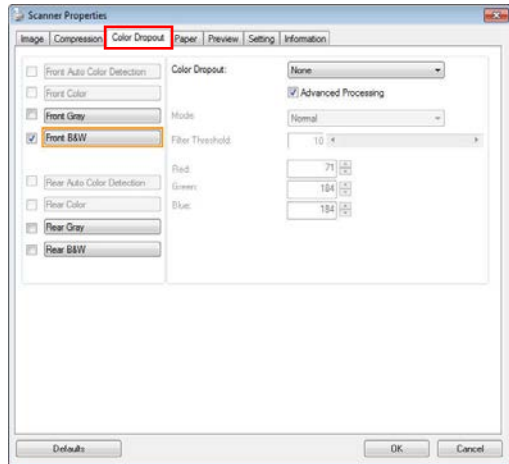 Scanner Properties
Image Compression Color Dropout Paper Preview Setting Information
Front Auto Color Detection
Front Color
Front Gray
Front B&W
Rear Auto Color Detection
Rear Color
Rear Gray
Rear B&W
Color Dropout: None
Advanced Processing
Mode: Normal
Filter Threshold: 10
Red: 71
Green: 184
Blue: 184
Defaults OK Cancel